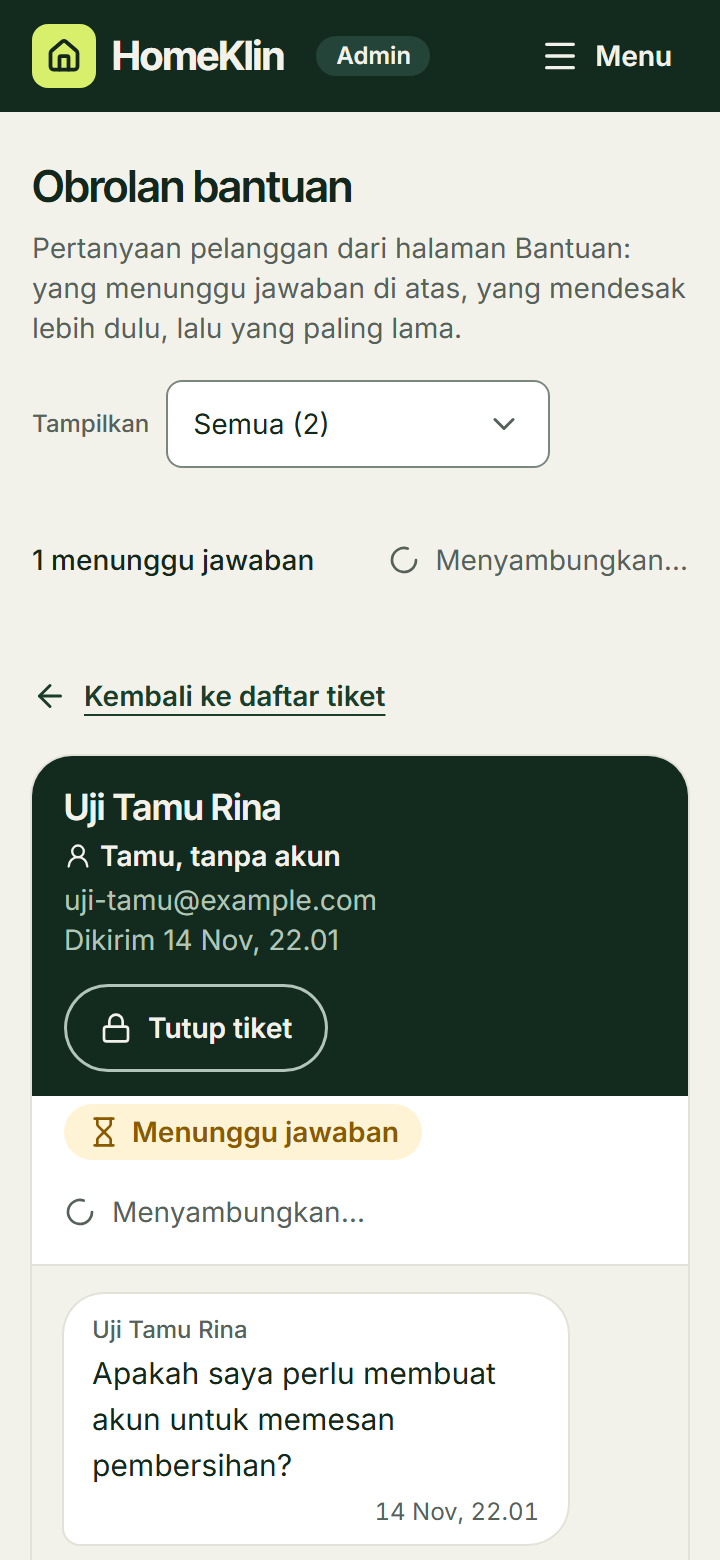 HomeKlin Admin Menu
Obrolan bantuan
Pertanyaan pelanggan dari halaman Bantuan:
yang menunggu jawaban di atas, yang mendesak
lebih dulu, lalu yang paling lama.
Tampilkan Semua (2)
1 menunggu jawaban Menyambungkan...
Kembali ke daftar tiket
Uji Tamu Rina
Tamu, tanpa akun
uji-tamu@example.com
Dikirim 14 Nov, 22.01
Tutup tiket
Menunggu jawaban
Menyambungkan...
Uji Tamu Rina
Apakah saya perlu membuat
akun untuk memesan
pembersihan?
14 Nov, 22.01